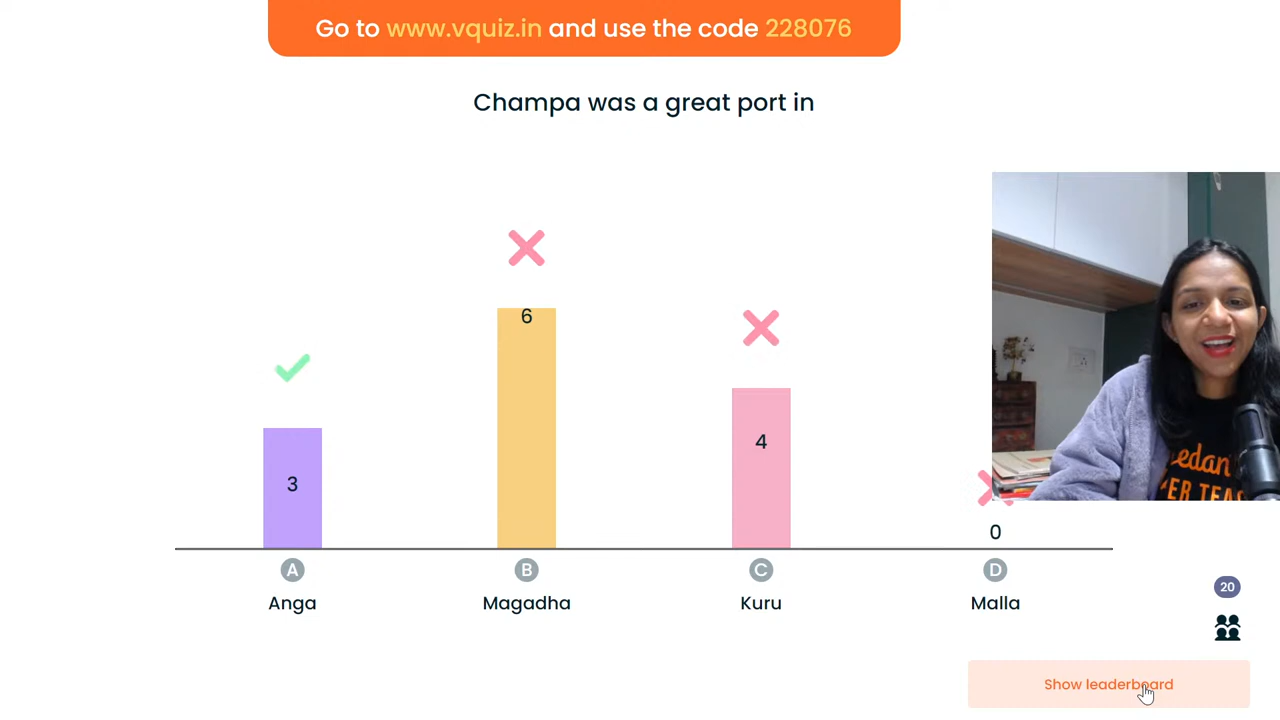 Go to www.vquiz.in and use the code 228076
Champa was a great port in
6
4
3
0
A
B
C
D
Anga
Magadha
Kuru
Malla
20
Show leaderboard